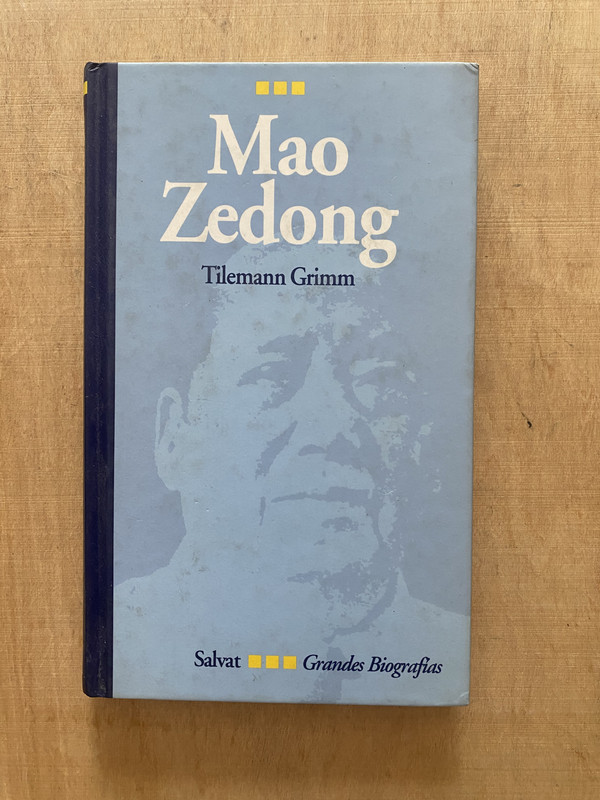 Mao
Zedong
Tilemann Grimm
Salvat Grandes Biografías